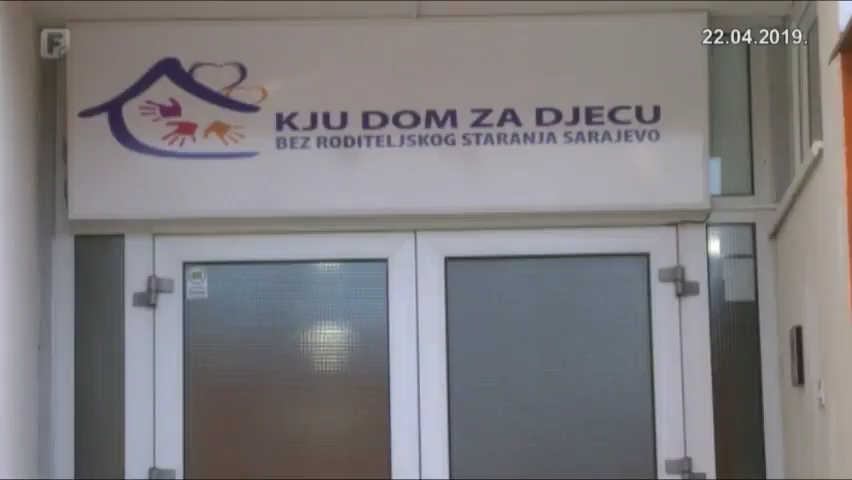 22.04.2019.
KJU DOM ZA DJECU
BEZ RODITELJSKOG STARANJA SARAJEVO